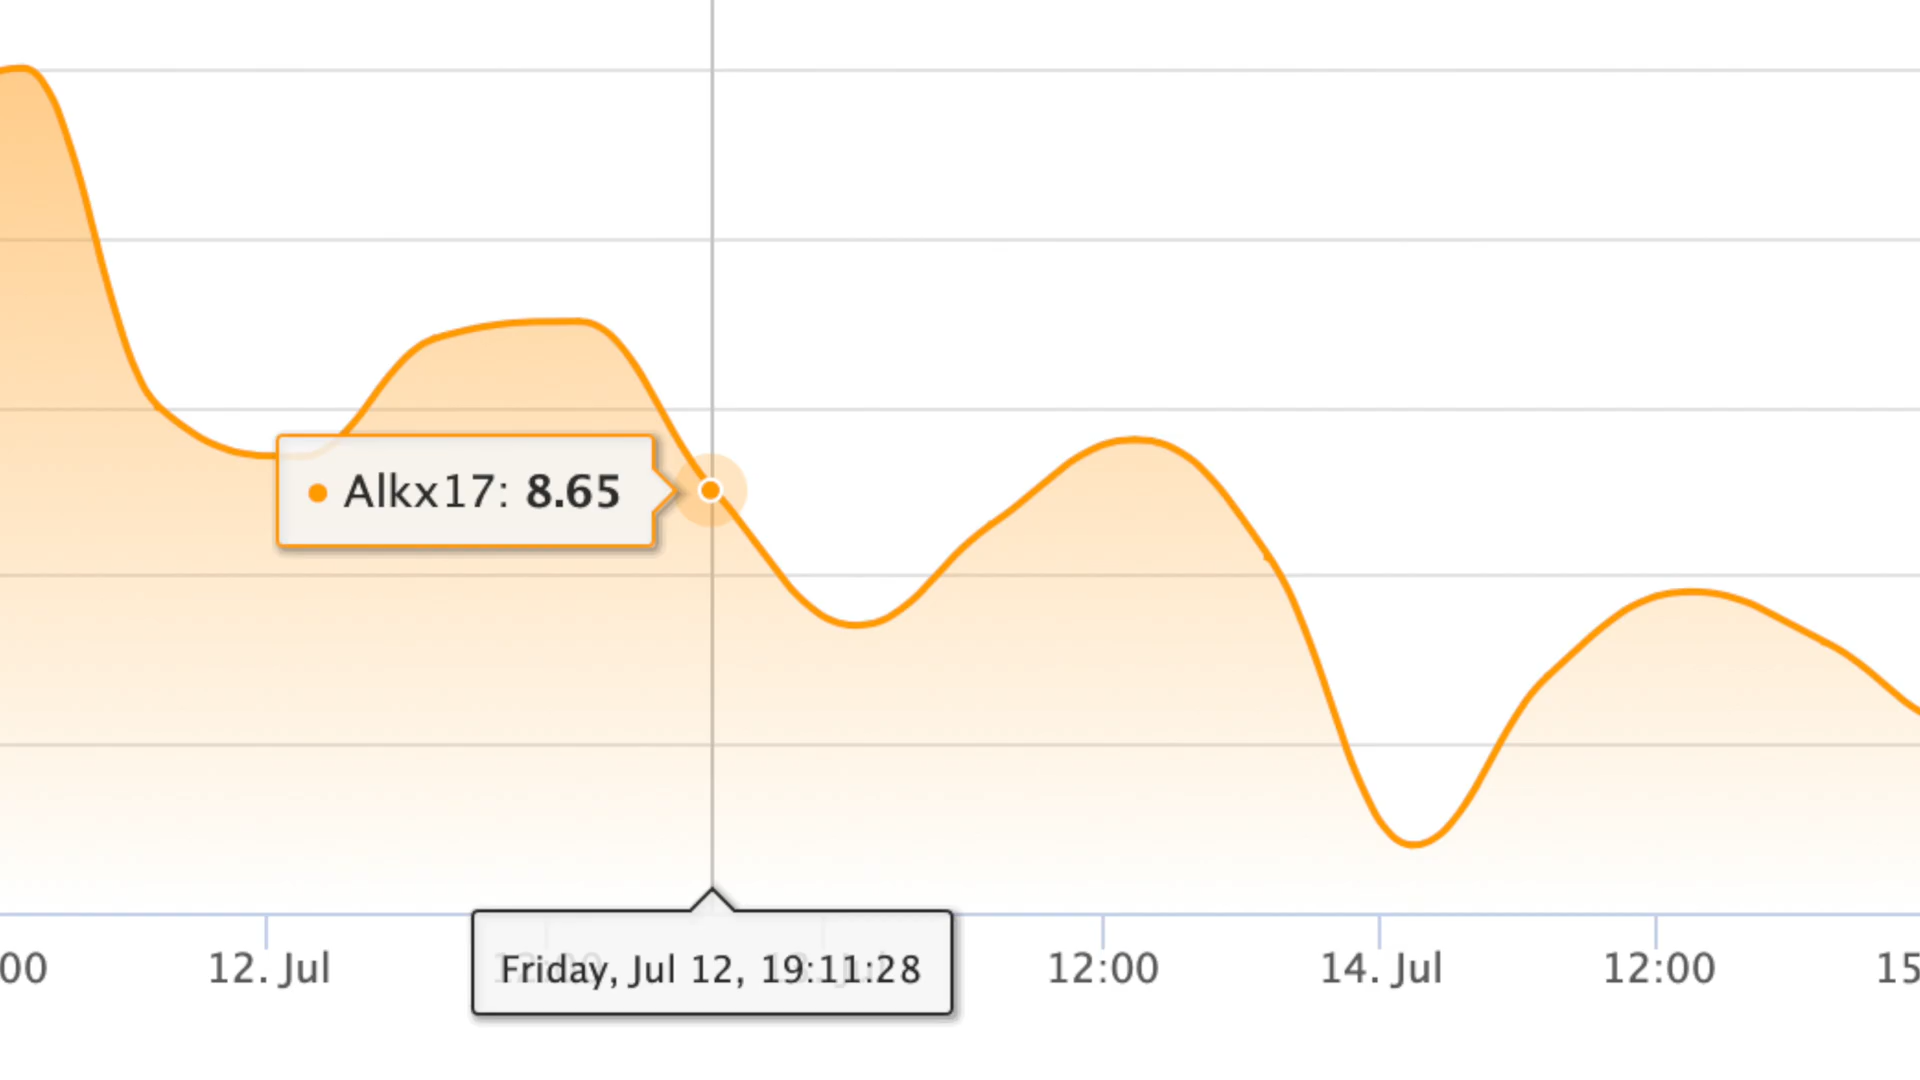 Alkx17: 8.65
00
12. Jul
Friday, Jul 12, 19:11:28
12:00
14. Jul
12:00
15